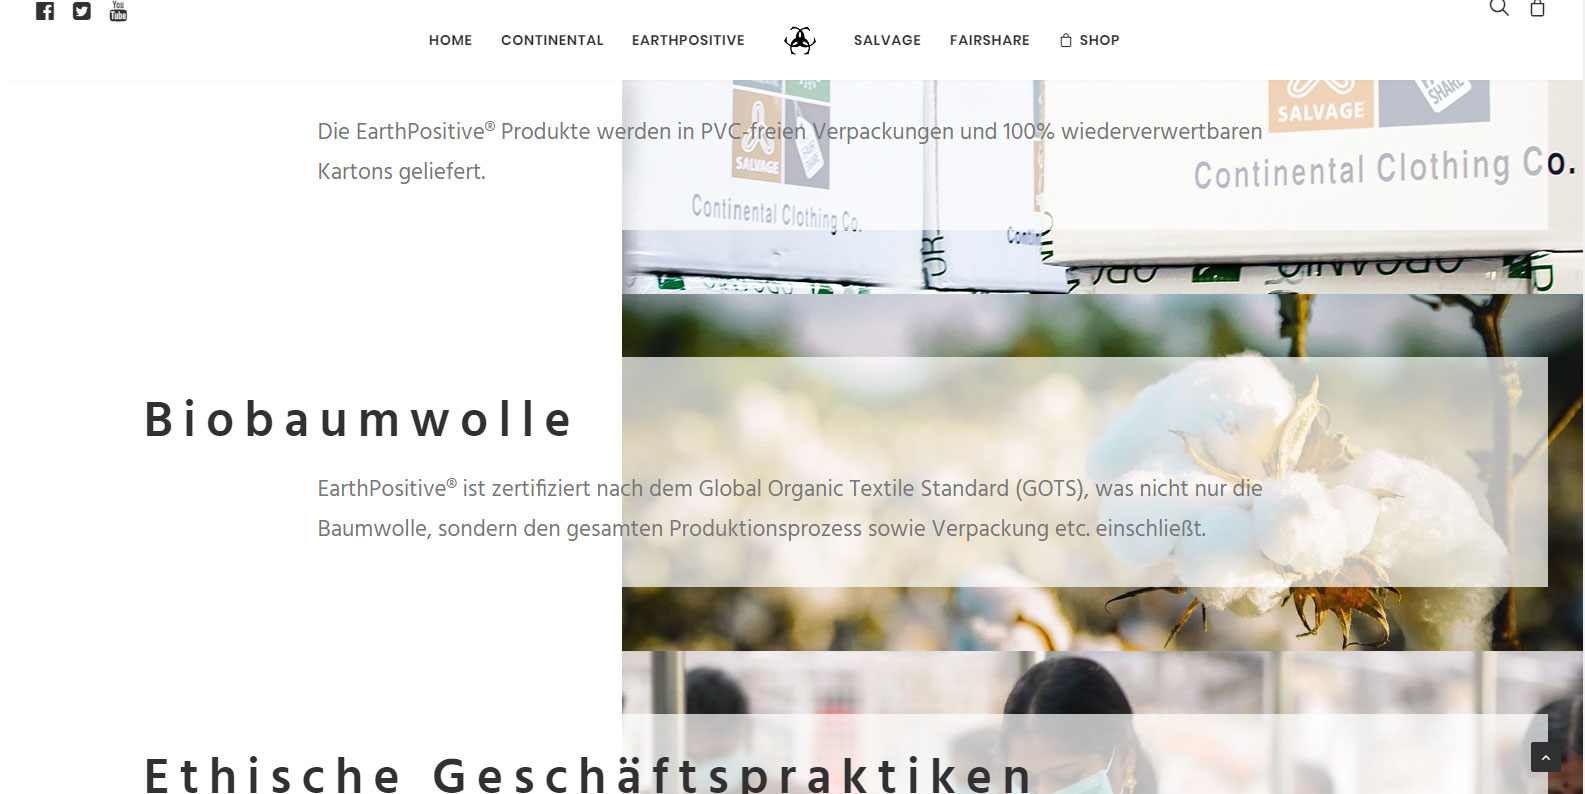 You
Tube
HOME CONTINENTAL EARTHPOSITIVE SALVAGE FAIRSHARE SHOP
SALVAGE
SHARE
SALVAGE
SHARE
Die EarthPositive® Produkte werden in PVC-freien Verpackungen und 100% wiederverwertbaren
Kartons geliefert.
Continental Clothing Co.
Continental Clothing Co.
Biobaumwolle
EarthPositive® ist zertifiziert nach dem Global Organic Textile Standard (GOTS), was nicht nur die
Baumwolle, sondern den gesamten Produktionsprozess sowie Verpackung etc. einschließt.
Ethische Geschäftspraktiken